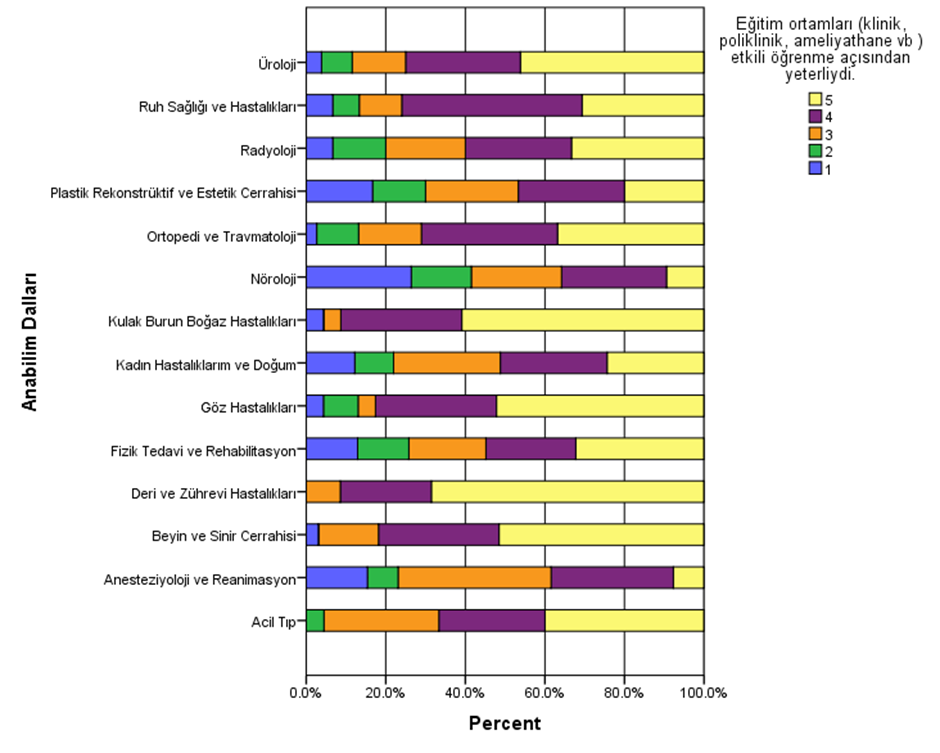 Eğitim ortamları (klinik,
poliklinik, ameliyathane vb )
etkili öğrenme açısından
yeterliydi.
5
4
3
2
1
Anabilim Dalları
Üroloji
Ruh Sağlığı ve Hastalıkları
Radyoloji
Plastik Rekonstrüktif ve Estetik Cerrahisi
Ortopedi ve Travmatoloji
Nöroloji
Kulak Burun Boğaz Hastalıkları
Kadın Hastalıklarım ve Doğum
Göz Hastalıkları
Fizik Tedavi ve Rehabilitasyon
Deri ve Zührevi Hastalıkları
Beyin ve Sinir Cerrahisi
Anesteziyoloji ve Reanimasyon
Acil Tıp
0.0% 20.0% 40.0% 60.0% 80.0% 100.0%
Percent